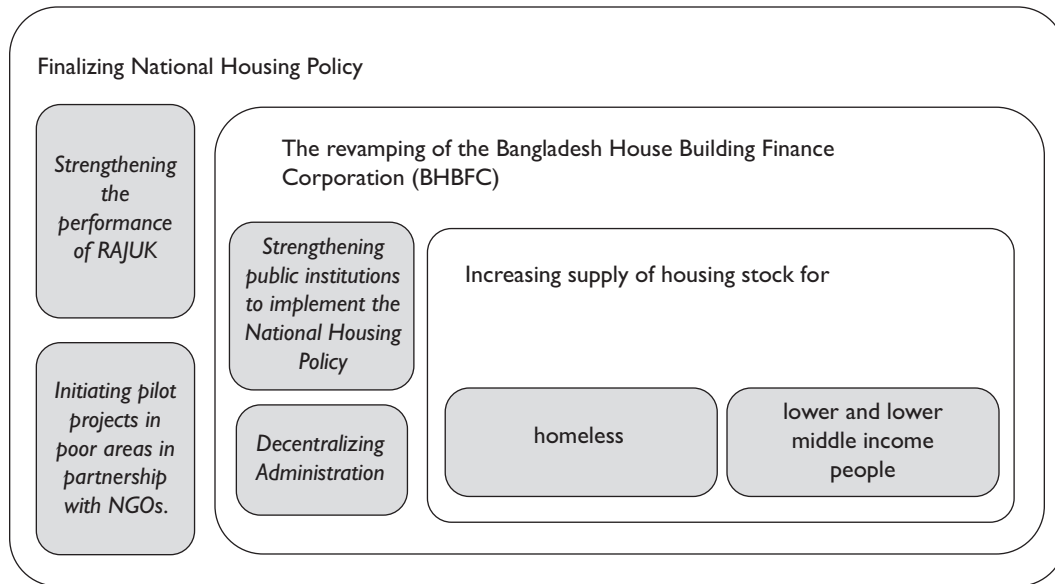 Finalizing National Housing Policy
Strengthening
the
performance
of RAJUK
Initiating pilot
projects in
poor areas in
partnership
with NGOs.
The revamping of the Bangladesh House Building Finance
Corporation (BHBFC)
Strengthening
public institutions
to implement the
National Housing
Policy
Decentralizing
Administration
Increasing supply of housing stock for
homeless
lower and lower
middle income
people